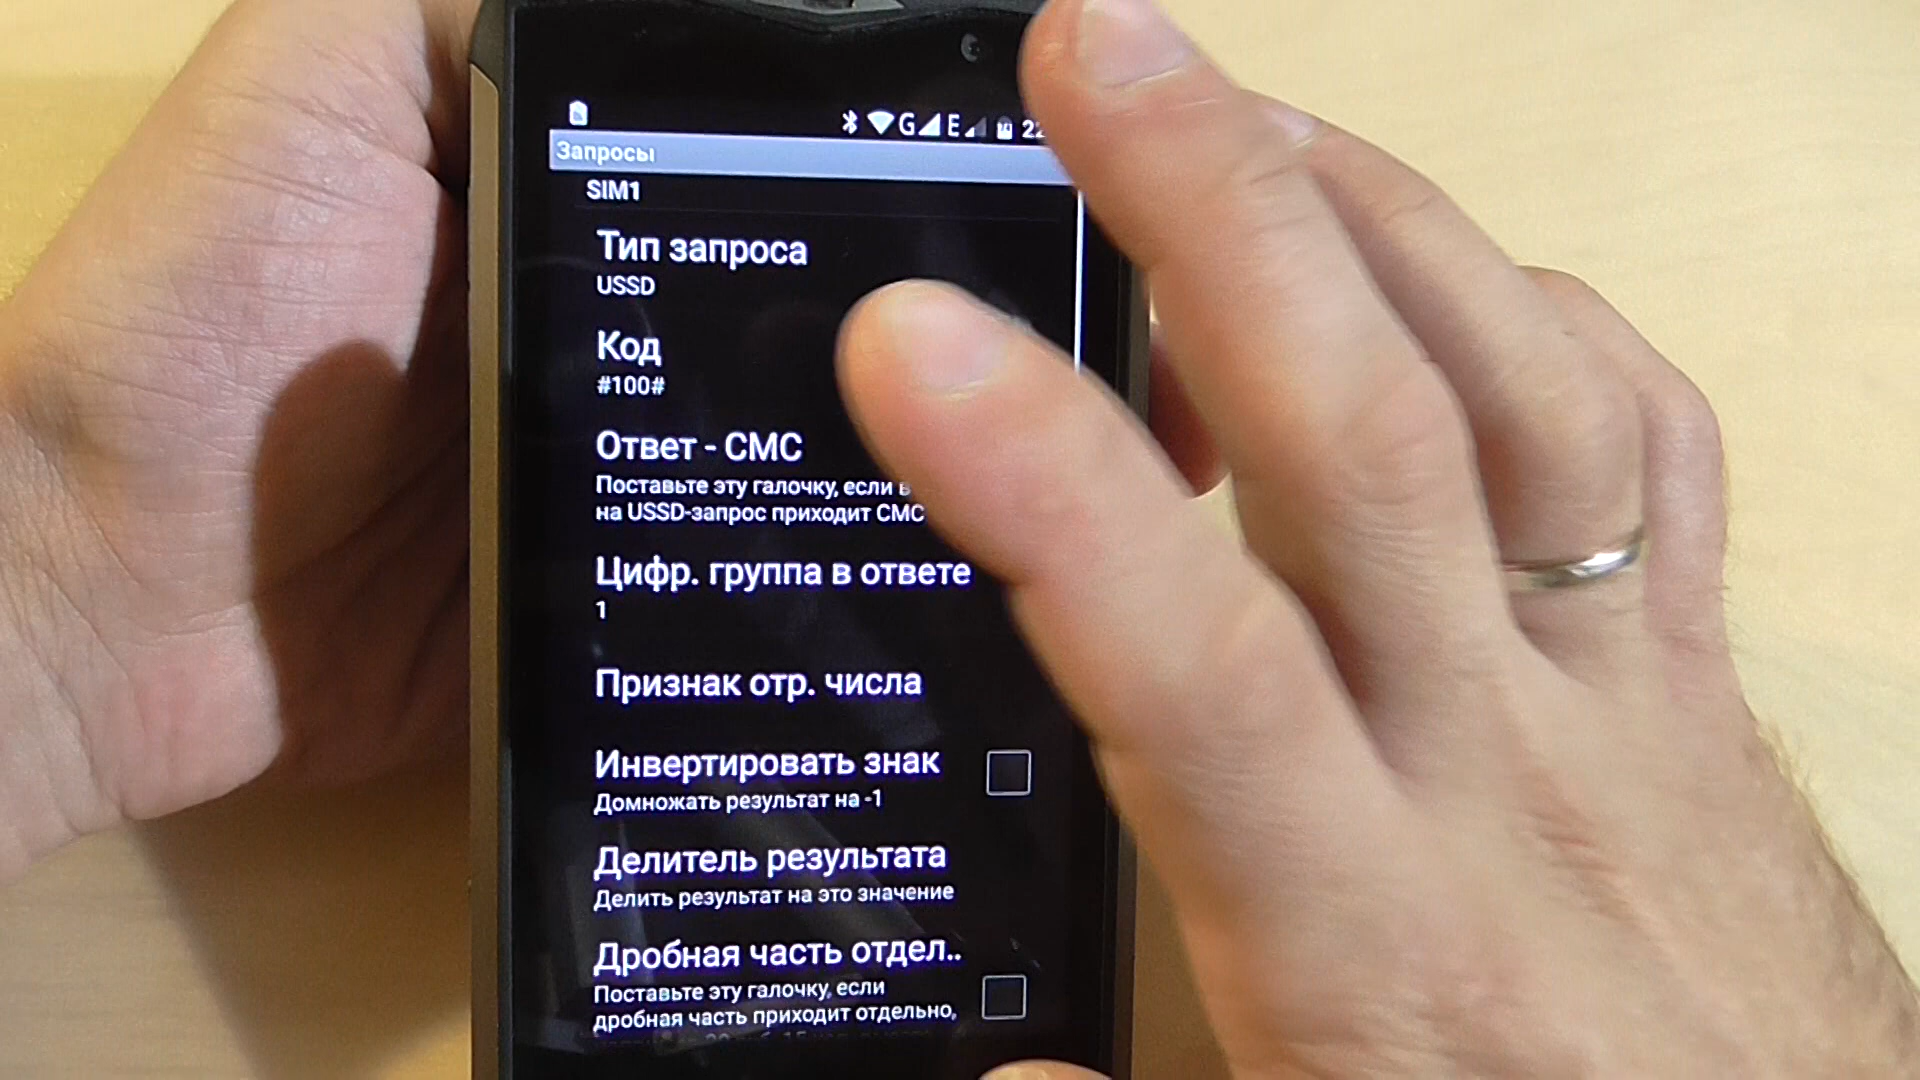 G E 22
Запросы
SIM1
Тип запроса
USSD
Код
#100#
Ответ - СМС
Поставьте эту галочку, если в
на USSD-запрос приходит СМС
Цифр. группа в ответе
1
Признак отр. числа
Инвертировать знак
Домножать результат на -1
Делитель результата
Делить результат на это значение
Дробная часть отдел..
Поставьте эту галочку, если
дробная часть приходит отдельно,